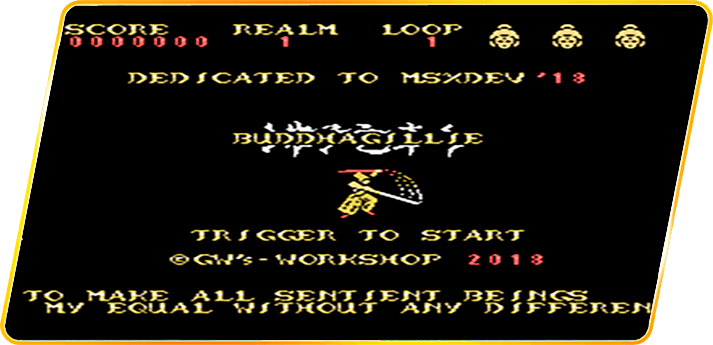 SCORE REALM LOOP
0000000 1 1
DEDICATED TO MSXDEV '13
BUDDHAGILLIE
TRIGGER TO START
©GW's-WORKSHOP 2013
TO MAKE ALL SENTIENT BEINGS
MY EQUAL WITHOUT ANY DIFFEREN